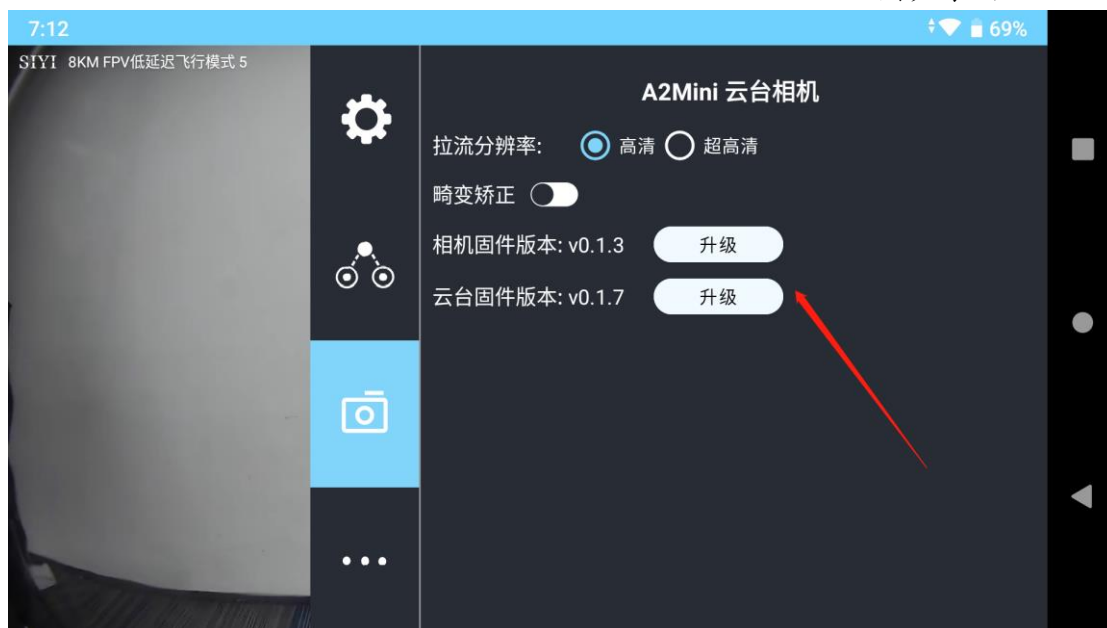 7:12
69%
SIYI 8KM FPV低延迟飞行模式 5
A2Mini 云台相机
拉流分辨率: 高清 超高清
畸变矫正
相机固件版本: v0.1.3 升级
云台固件版本: v0.1.7 升级